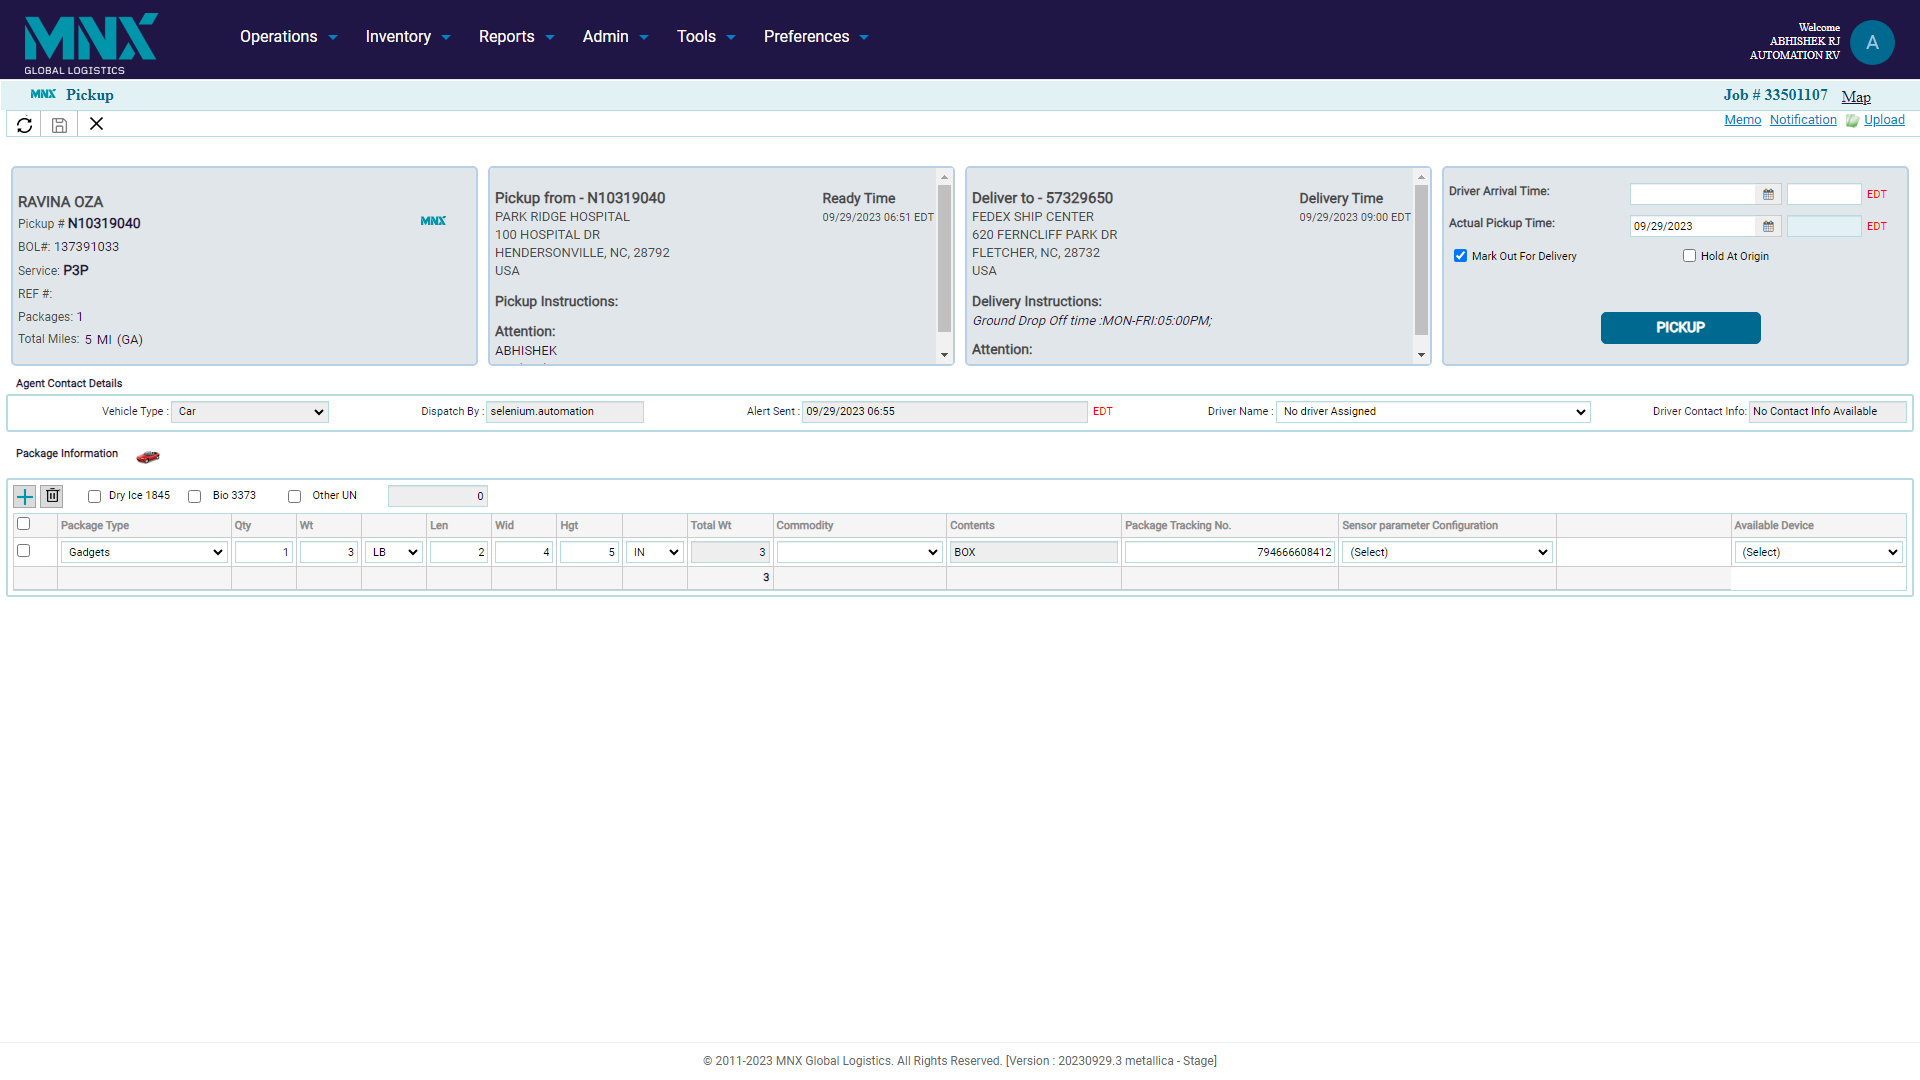 MNX
GLOBAL LOGISTICS
Operations Inventory Reports Admin Tools Preferences
Welcome
ABHISHEK RJ
AUTOMATION RV
A
MNX Pickup
Job # 33501107 Map
Memo Notification Upload
RAVINA OZA
Pickup # N10319040
MNX
BOL#: 137391033
Service: P3P
REF #:
Packages: 1
Total Miles: 5 MI (GA)
Pickup from - N10319040 Ready Time
PARK RIDGE HOSPITAL 09/29/2023 06:51 EDT
100 HOSPITAL DR
HENDERSONVILLE, NC, 28792
USA
Pickup Instructions:
Attention:
ABHISHEK
Deliver to - 57329650 Delivery Time
FEDEX SHIP CENTER 09/29/2023 09:00 EDT
620 FERNCLIFF PARK DR
FLETCHER, NC, 28732
USA
Delivery Instructions:
Ground Drop Off time :MON-FRI:05:00PM;
Attention:
Driver Arrival Time: EDT
Actual Pickup Time: 09/29/2023 EDT
Mark Out For Delivery Hold At Origin
PICKUP
Agent Contact Details
Vehicle Type : Car Dispatch By : selenium.automation Alert Sent : 09/29/2023 06:55 EDT Driver Name : No driver Assigned Driver Contact Info: No Contact Info Available
Package Information
Dry Ice 1845 Bio 3373 Other UN 0
Package Type Qty Wt Len Wid Hgt Total Wt Commodity Contents Package Tracking No. Sensor parameter Configuration Available Device
Gadgets 1 3 LB 2 4 5 IN 3 BOX 794666608412 (Select) (Select)
3
© 2011-2023 MNX Global Logistics. All Rights Reserved. [Version : 20230929.3 metallica - Stage]